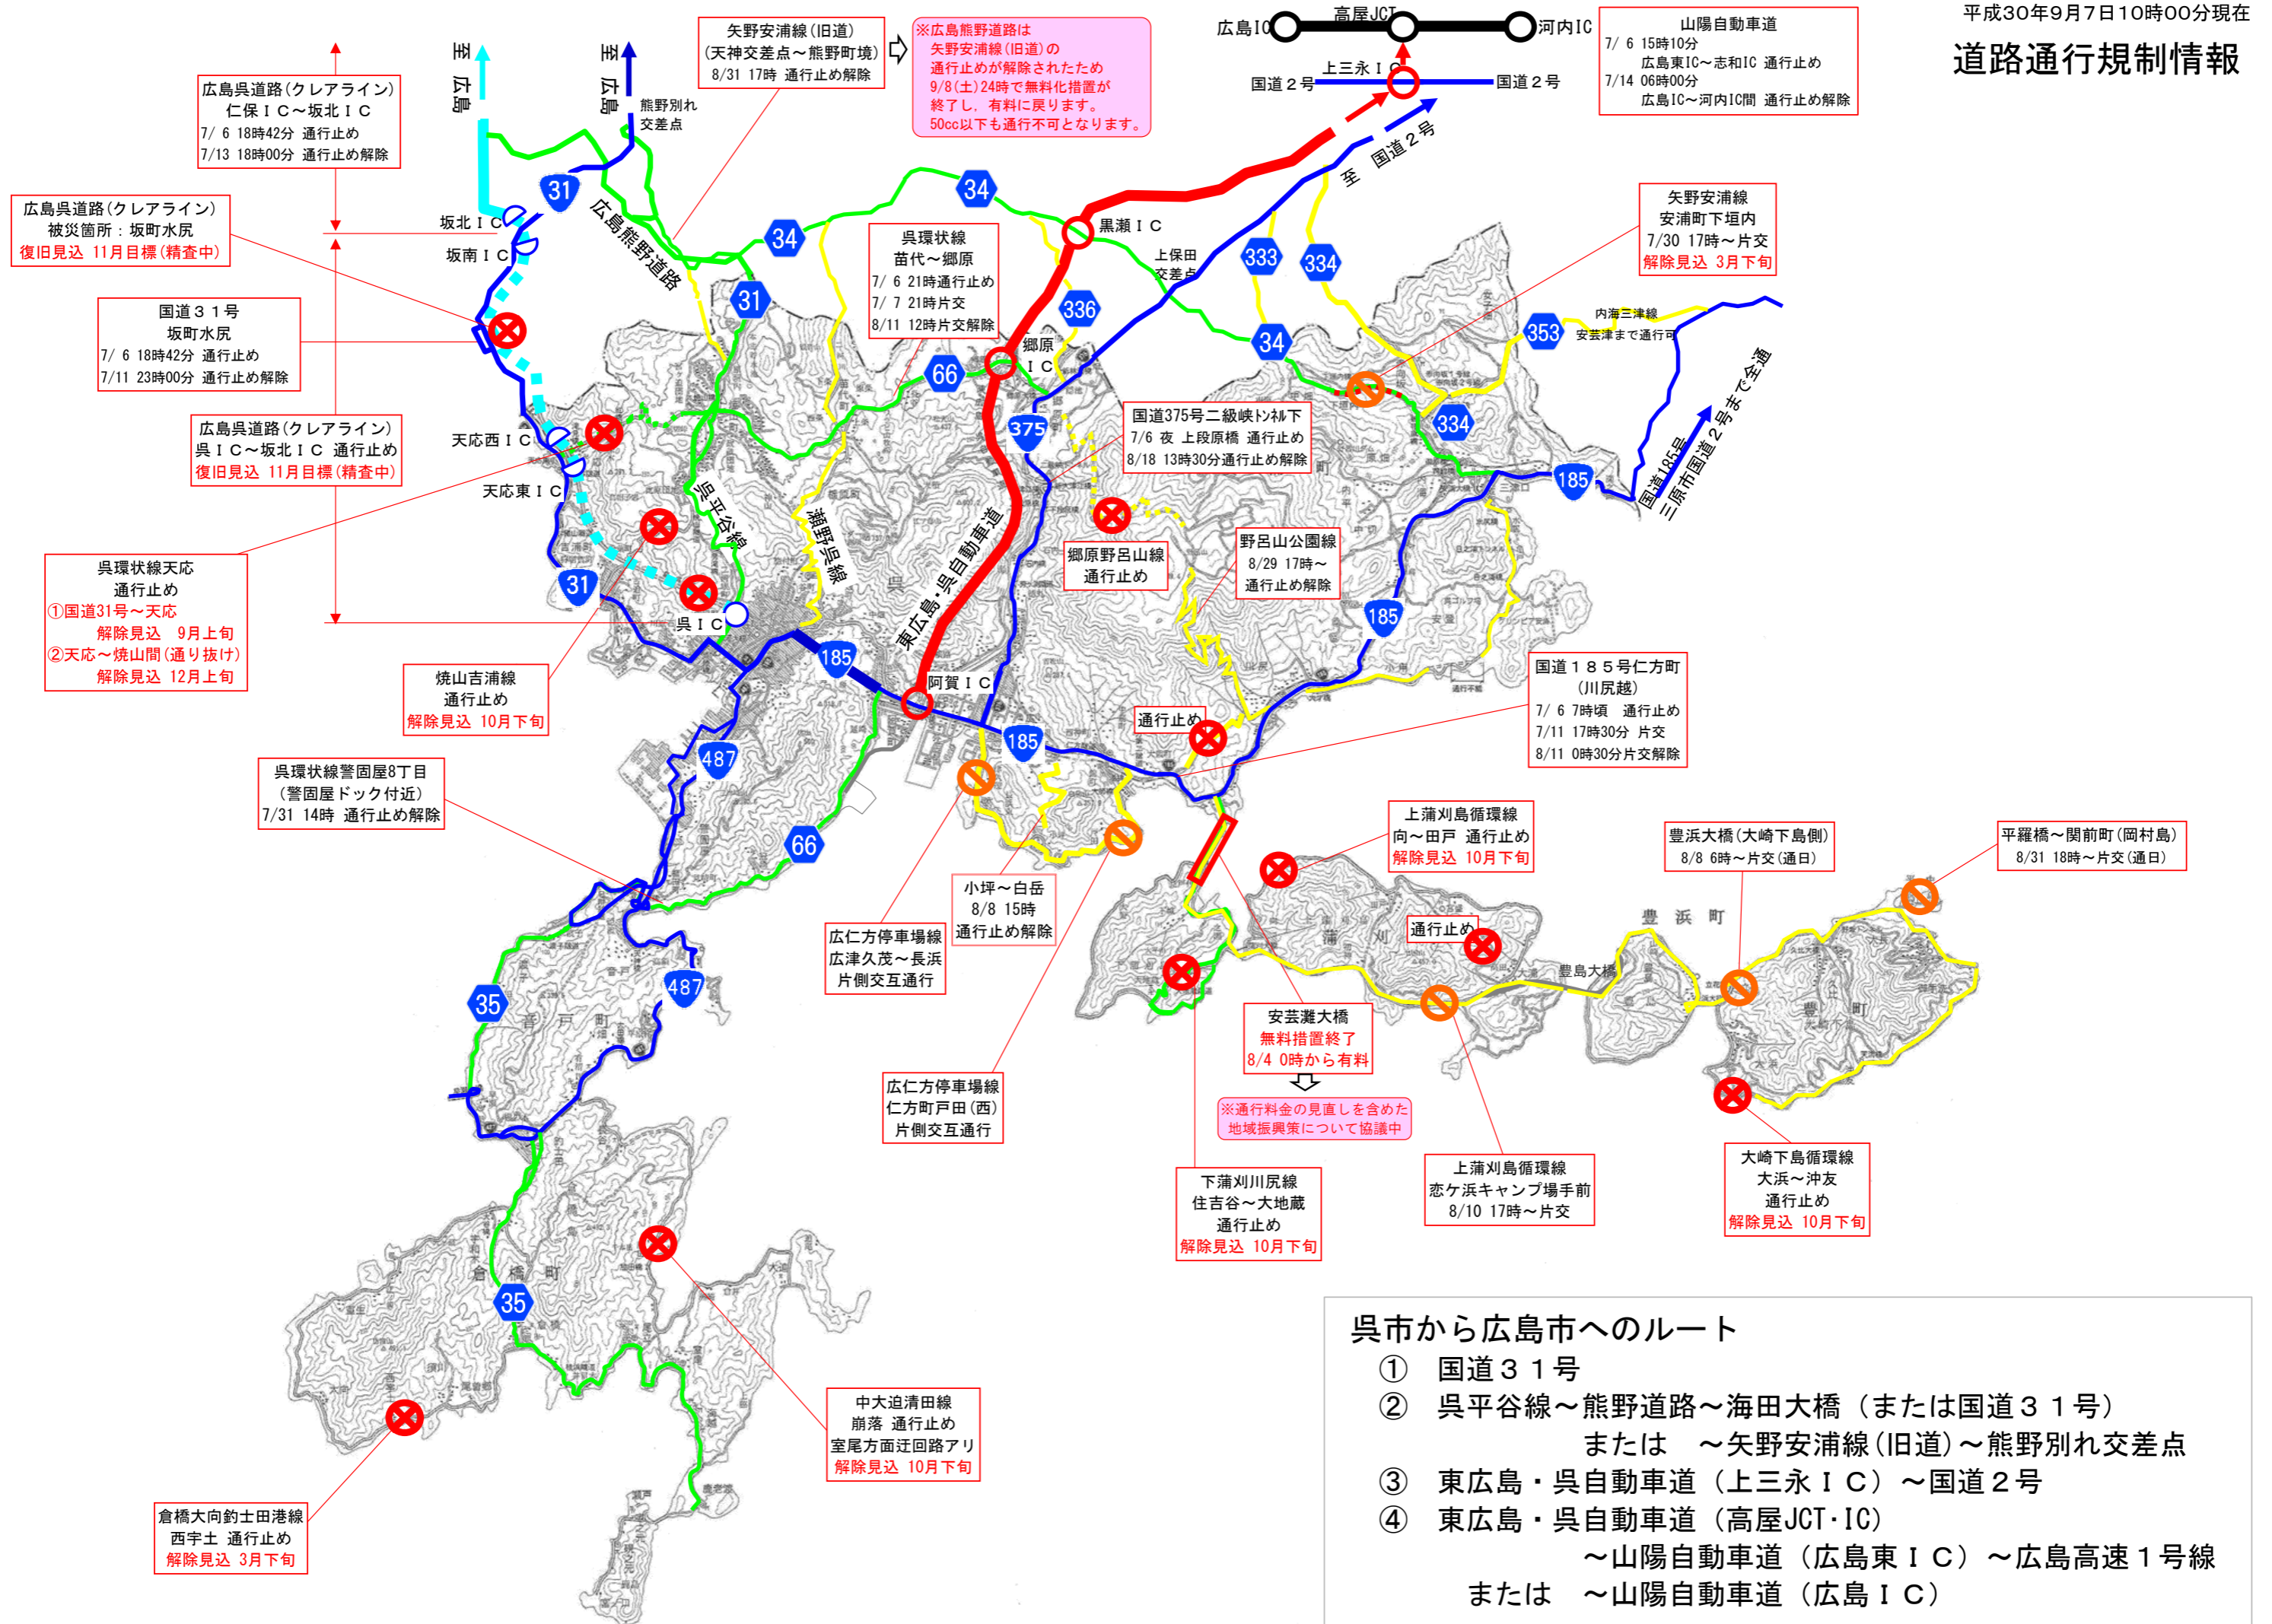 平成30年9月7日10時00分現在
道路通行規制情報
矢野安浦線(旧道)
(天神交差点～熊野町境)
8/31 17時 通行止め解除
※広島熊野道路は
矢野安浦線(旧道)の
通行止めが解除されたため
9/8(土)24時で無料化措置が
終了し、有料に戻ります。
50cc以下も通行不可となります。
広島IC
高屋JCT
河内IC
上三永ＩＣ
国道２号
国道２号
山陽自動車道
7/ 6 15時10分
広島東IC～志和IC 通行止め
7/14 06時00分
広島IC～河内IC間 通行止め解除
至 広島
至 広島
熊野別れ
交差点
至 国道２号
広島呉道路(クレアライン)
仁保ＩＣ～坂北ＩＣ
7/ 6 18時42分 通行止め
7/13 18時00分 通行止め解除
広島呉道路(クレアライン)
被災箇所：坂町水尻
復旧見込 11月目標(精査中)
坂北ＩＣ
坂南ＩＣ
31
広島熊野道路
34
34
31
黒瀬ＩＣ
上保田
交差点
333
334
336
34
353
334
内海三津線
安芸津まで通行可
矢野安浦線
安浦町下垣内
7/30 17時～片交
解除見込 3月下旬
呉環状線
苗代～郷原
7/ 6 21時通行止め
7/ 7 21時片交
8/11 12時片交解除
国道３１号
坂町水尻
7/ 6 18時42分 通行止め
7/11 23時00分 通行止め解除
郷原
ＩＣ
66
375
国道375号二級峡ﾄﾝﾈﾙ下
7/6 夜 上段原橋 通行止め
8/18 13時30分通行止め解除
広島呉道路(クレアライン)
呉ＩＣ～坂北ＩＣ 通行止め
復旧見込 11月目標(精査中)
天応西ＩＣ
天応東ＩＣ
呉平谷線
瀬野呉線
東広島・呉自動車道
国道185号
三原市国道２号まで全通
185
郷原野呂山線
通行止め
野呂山公園線
8/29 17時～
通行止め解除
呉環状線天応
通行止め
①国道31号～天応
解除見込 9月上旬
②天応～焼山間(通り抜け)
解除見込 12月上旬
31
呉ＩＣ
185
185
焼山吉浦線
通行止め
解除見込 10月下旬
阿賀ＩＣ
185
通行止め
国道１８５号仁方町
(川尻越)
7/ 6 7時頃 通行止め
7/11 17時30分 片交
8/11 0時30分片交解除
487
呉環状線警固屋8丁目
(警固屋ドック付近)
7/31 14時 通行止め解除
66
小坪～白岳
8/8 15時
通行止め解除
広仁方停車場線
広津久茂～長浜
片側交互通行
広仁方停車場線
仁方町戸田(西)
片側交互通行
上蒲刈島循環線
向～田戸 通行止め
解除見込 10月下旬
通行止め
豊浜大橋(大崎下島側)
8/8 6時～片交(通日)
平羅橋～関前町(岡村島)
8/31 18時～片交(通日)
豊浜町
豊島大橋
487
35
音戸町
安芸灘大橋
無料措置終了
8/4 0時から有料
※通行料金の見直しを含めた
地域振興策について協議中
下蒲刈川尻線
住吉谷～大地蔵
通行止め
解除見込 10月下旬
上蒲刈島循環線
恋ケ浜キャンプ場手前
8/10 17時～片交
大崎下島循環線
大浜～沖友
通行止め
解除見込 10月下旬
倉橋町
35
中大迫清田線
崩落 通行止め
室尾方面迂回路アリ
解除見込 10月下旬
倉橋大向釣士田港線
西宇土 通行止め
解除見込 3月下旬
呉市から広島市へのルート
① 国道３１号
② 呉平谷線～熊野道路～海田大橋（または国道３１号）
または ～矢野安浦線(旧道)～熊野別れ交差点
③ 東広島・呉自動車道（上三永ＩＣ）～国道２号
④ 東広島・呉自動車道（高屋JCT・IC）
～山陽自動車道（広島東ＩＣ）～広島高速１号線
または ～山陽自動車道（広島ＩＣ）